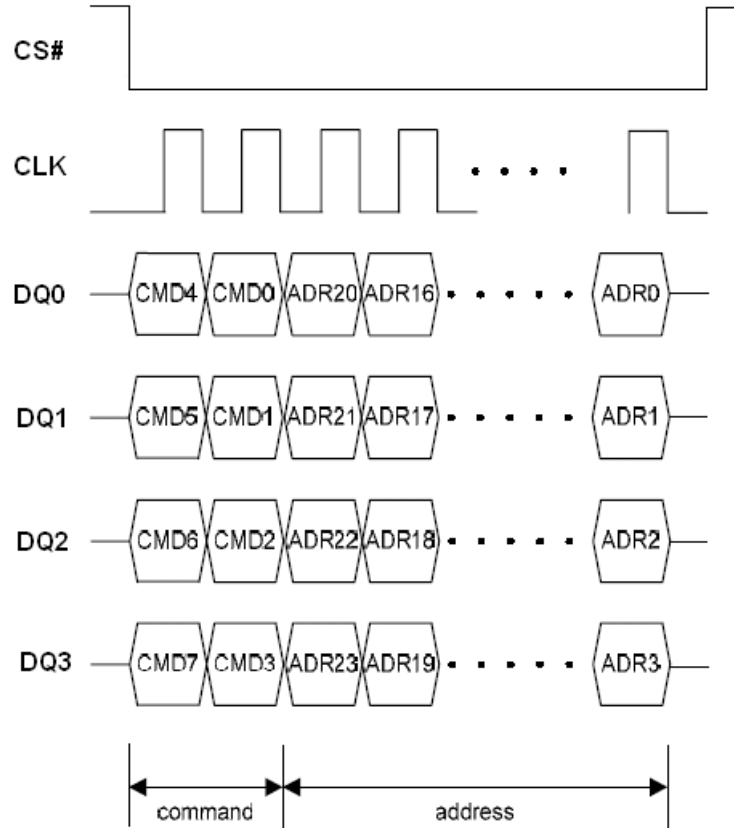 CS#
CLK
DQ0 CMD4 CMD0 ADR20 ADR16 ADR0
DQ1 CMD5 CMD1 ADR21 ADR17 ADR1
DQ2 CMD6 CMD2 ADR22 ADR18 ADR2
DQ3 CMD7 CMD3 ADR23 ADR19 ADR3
command address